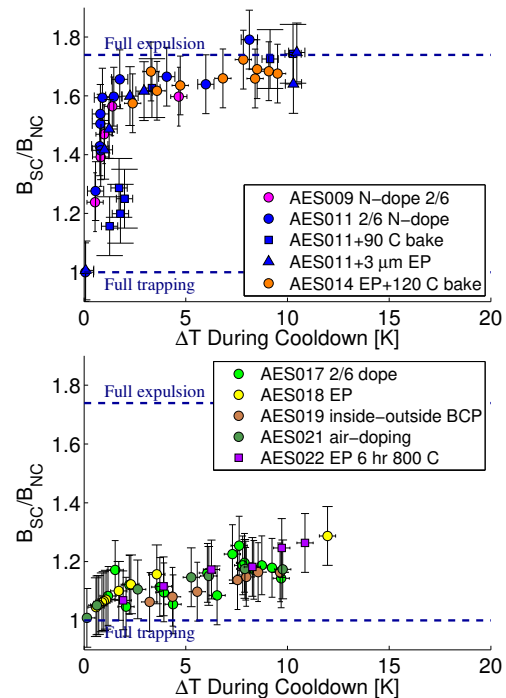 1.8
Full expulsion
1.6
1.4
1.2
1
Full trapping
B_SC/B_NC
AES009 N-dope 2/6
AES011 2/6 N-dope
AES011+90 C bake
AES011+3 μm EP
AES014 EP+120 C bake
0 5 10 15 20
ΔT During Cooldown [K]
AES017 2/6 dope
AES018 EP
AES019 inside-outside BCP
AES021 air-doping
AES022 EP 6 hr 800 C
1.8
Full expulsion
1.6
1.4
1.2
1
Full trapping
B_SC/B_NC
0 5 10 15 20
ΔT During Cooldown [K]